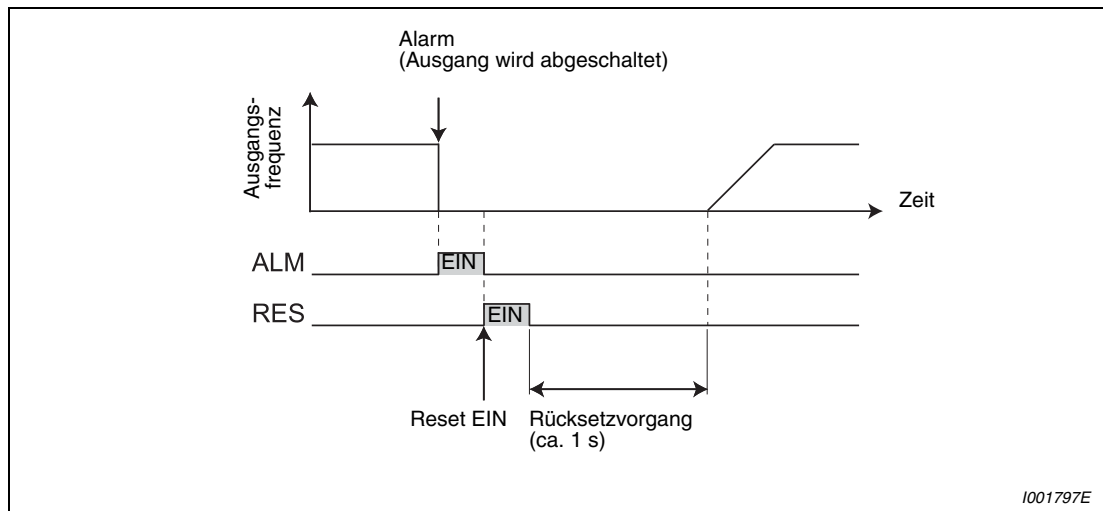 Alarm
(Ausgang wird abgeschaltet)
Ausgangs-
frequenz
Zeit
ALM
EIN
RES
EIN
Reset EIN
Rücksetzvorgang
(ca. 1 s)
I001797E